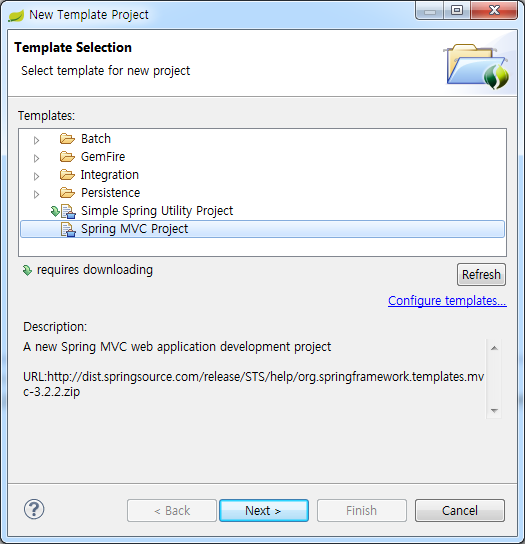 New Template Project
Template Selection
Select template for new project
Templates:
Batch
GemFire
Integration
Persistence
Simple Spring Utility Project
Spring MVC Project
requires downloading
Refresh
Configure templates...
Description:
A new Spring MVC web application development project
URL:http://dist.springsource.com/release/STS/help/org.springframework.templates.mv
c-3.2.2.zip
?
< Back
Next >
Finish
Cancel